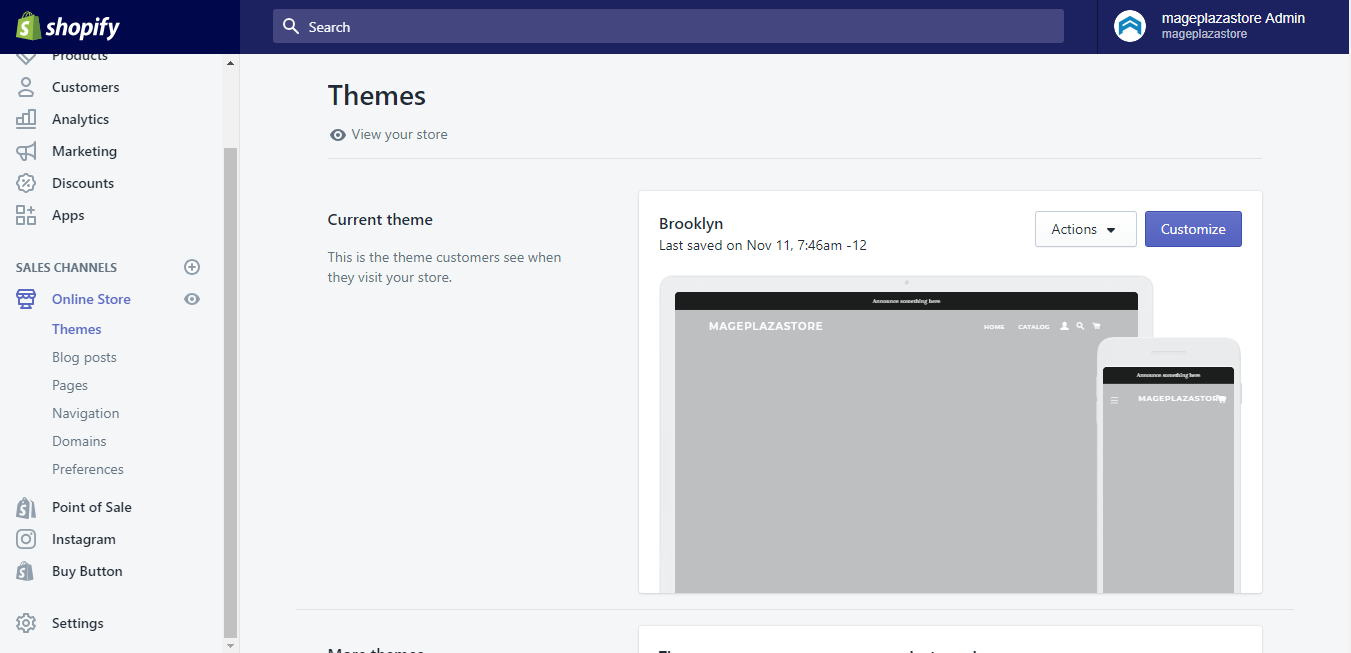 shopify
Search
mageplazastore Admin
mageplazastore
Products
Customers
Analytics
Marketing
Discounts
Apps
SALES CHANNELS
Online Store
Themes
Blog posts
Pages
Navigation
Domains
Preferences
Point of Sale
Instagram
Buy Button
Settings
Themes
View your store
Current theme
This is the theme customers see when
they visit your store.
Brooklyn
Last saved on Nov 11, 7:46am -12
Actions
Customize
Announce something here
MAGEPLAZASTORE
HOME CATALOG
Announce something here
MAGEPLAZASTOR
More themes